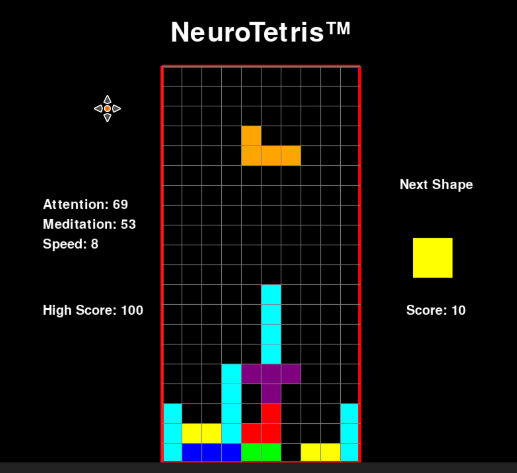 NeuroTetris™
Next Shape
Attention: 69
Meditation: 53
Speed: 8
High Score: 100
Score: 10